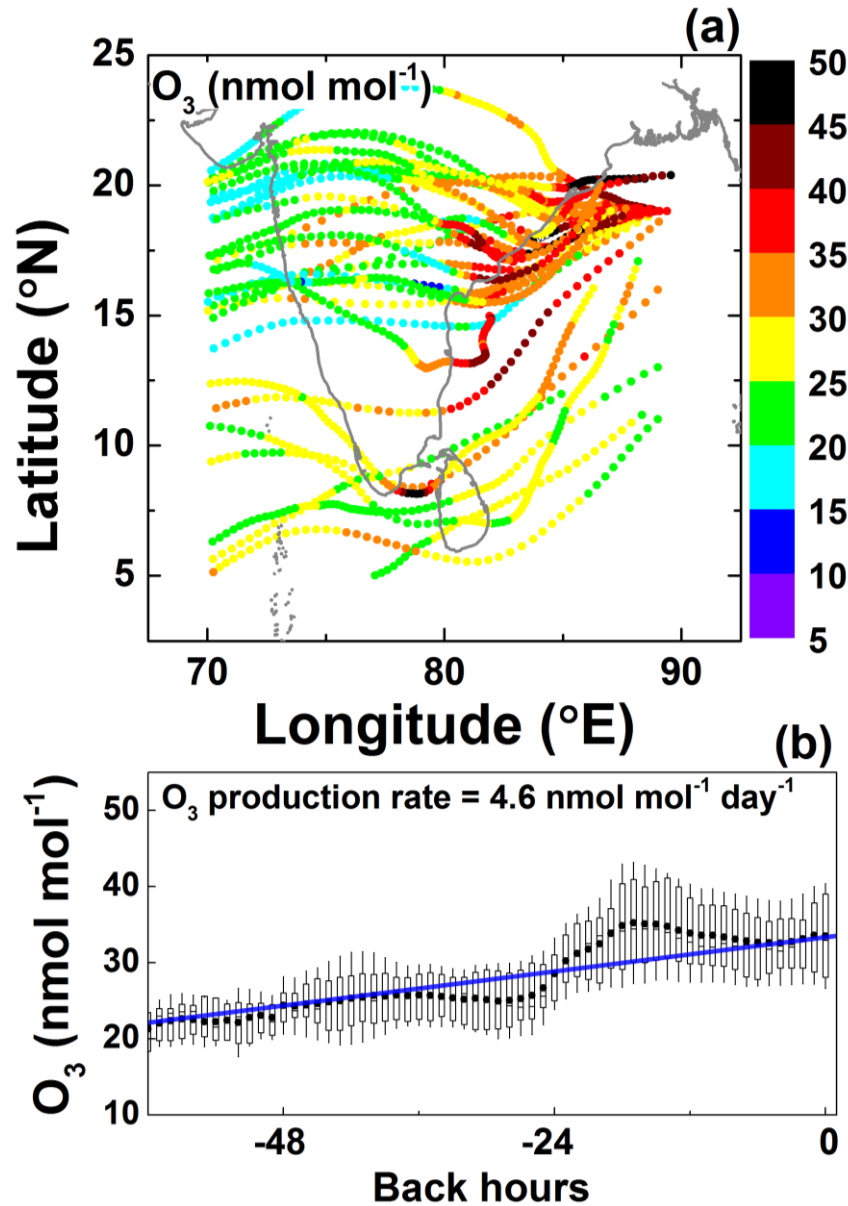 (a)
25
20
15
10
5
O₃ (nmol mol⁻¹)
50
45
40
35
30
25
20
15
10
5
Latitude (°N)
70 80 90
Longitude (°E)
(b)
O₃ production rate = 4.6 nmol mol⁻¹ day⁻¹
50
40
30
20
10
O₃ (nmol mol⁻¹)
-48 -24 0
Back hours